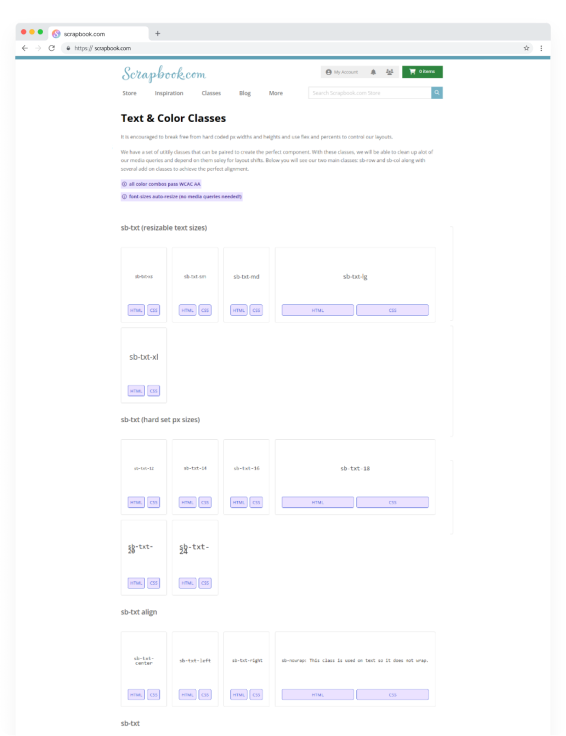 scrapbook.com
https:// scrapbook.com
Scrapbook.com
My Account
0 Items
Store Inspiration Classes Blog More
Search Scrapbook.com Store
Text & Color Classes
It is encouraged to break free from hard coded px widths and heights and use flex and percents to control our layouts.
We have a set of utility classes that can be paired to create the perfect component. With these classes, we will be able to clean up alot of
our media queries and depend on them soley for layout shifts. Below you will see our two main classes: sb-row and sb-col along with
several add on classes to achieve the perfect alignment.
all color combos pass WCAC AA
font sizes auto-resize (no media queries needed!)
sb-txt (resizable text sizes)
sb-txt-xs sb-txt-sm sb-txt-md sb-txt-lg
HTML CSS HTML CSS HTML CSS HTML CSS
sb-txt-xl
HTML CSS
sb-txt (hard set px sizes)
sb-txt-12 sb-txt-14 sb-txt-16 sb-txt-18
HTML CSS HTML CSS HTML CSS HTML CSS
sb-txt- sb-txt-
20 24
HTML CSS HTML CSS
sb-txt align
sb-txt-
center sb-txt-left sb-txt-right sb-nowrap: This class is used on text so it does not wrap.
HTML CSS HTML CSS HTML CSS HTML CSS
sb-txt